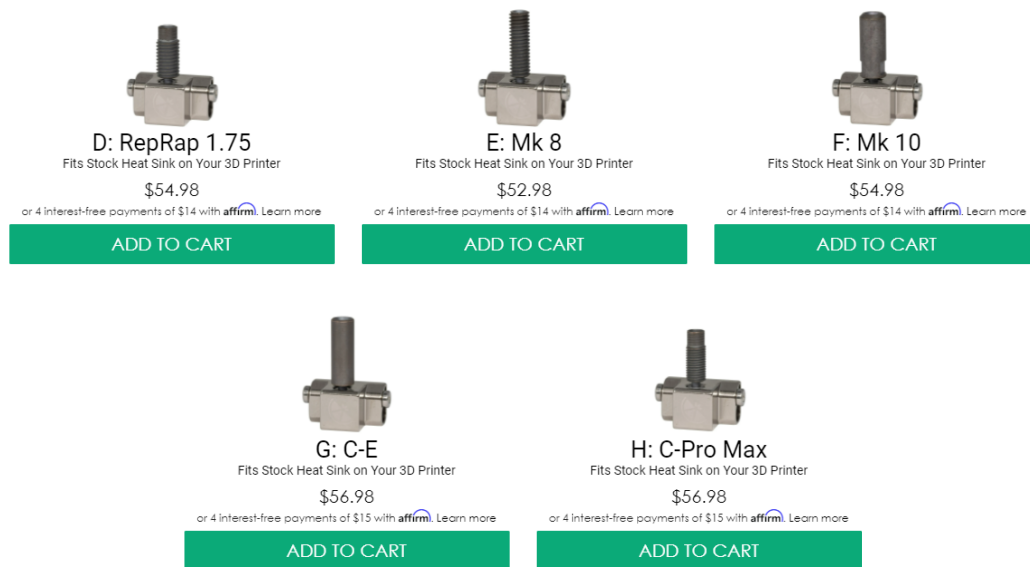 D: RepRap 1.75
Fits Stock Heat Sink on Your 3D Printer
$54.98
or 4 interest-free payments of $14 with affirm. Learn more
ADD TO CART
E: Mk 8
Fits Stock Heat Sink on Your 3D Printer
$52.98
or 4 interest-free payments of $14 with affirm. Learn more
ADD TO CART
F: Mk 10
Fits Stock Heat Sink on Your 3D Printer
$54.98
or 4 interest-free payments of $14 with affirm. Learn more
ADD TO CART
G: C-E
Fits Stock Heat Sink on Your 3D Printer
$56.98
or 4 interest-free payments of $15 with affirm. Learn more
ADD TO CART
H: C-Pro Max
Fits Stock Heat Sink on Your 3D Printer
$56.98
or 4 interest-free payments of $15 with affirm. Learn more
ADD TO CART